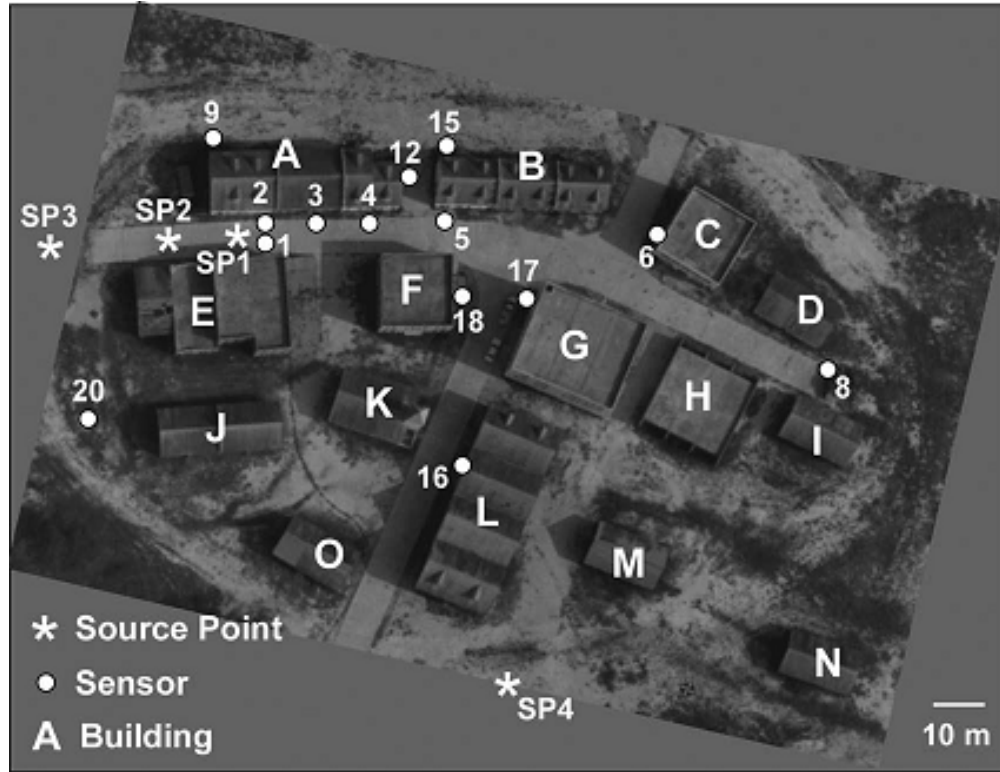 9
A
15
12
B
2
3
4
SP2
SP3
1
SP1
5
6
C
17
E
F
18
D
G
8
20
K
H
J
I
16
L
O
M
Source Point
N
Sensor
SP4
A Building
10 m